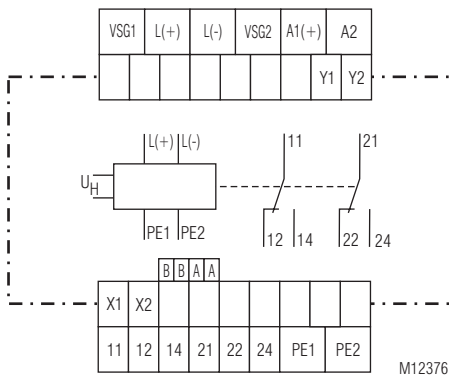 VSG1 L(+) L(-) VSG2 A1(+) A2
Y1 Y2
L(+) L(-) 11 21
UH
PE1 PE2 12 14 22 24
B B A A
X1 X2
11 12 14 21 22 24 PE1 PE2
M12376